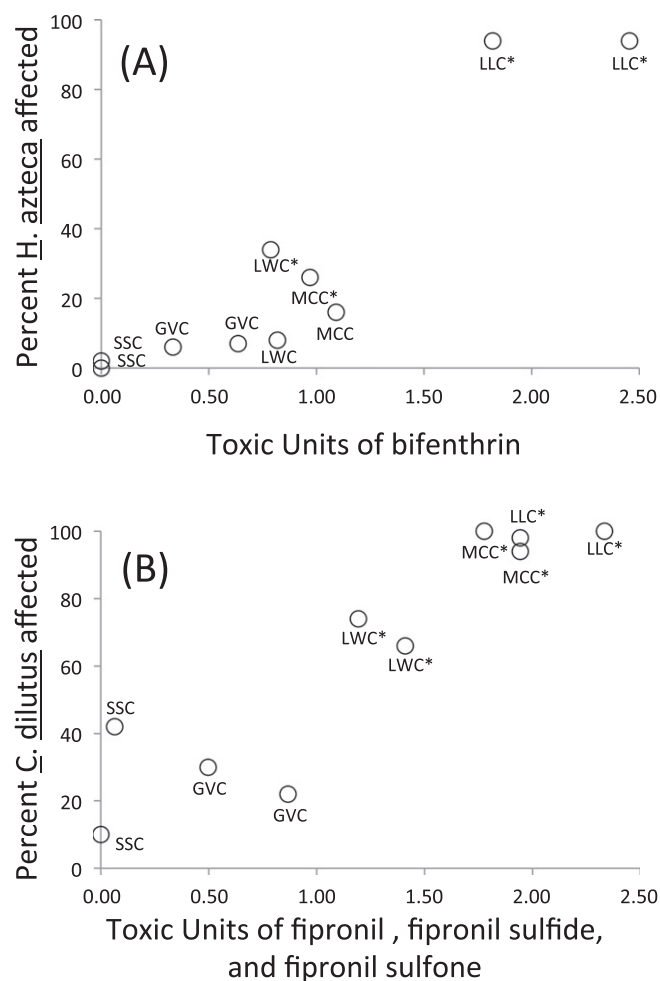 100
(A)
LLC*
LLC*
80
60
40
LWC*
MCC*
20
GVC
GVC
MCC
SSC
SSC
LWC
0
0.00
0.50
1.00
1.50
2.00
2.50
Percent H. azteca affected
Toxic Units of bifenthrin
LLC*
100
(B)
MCC*
LLC*
MCC*
80
LWC*
60
LWC*
SSC
40
GVC
20
GVC
SSC
0
0.00
0.50
1.00
1.50
2.00
2.50
Percent C. dilutus affected
Toxic Units of fipronil , fipronil sulfide,
and fipronil sulfone